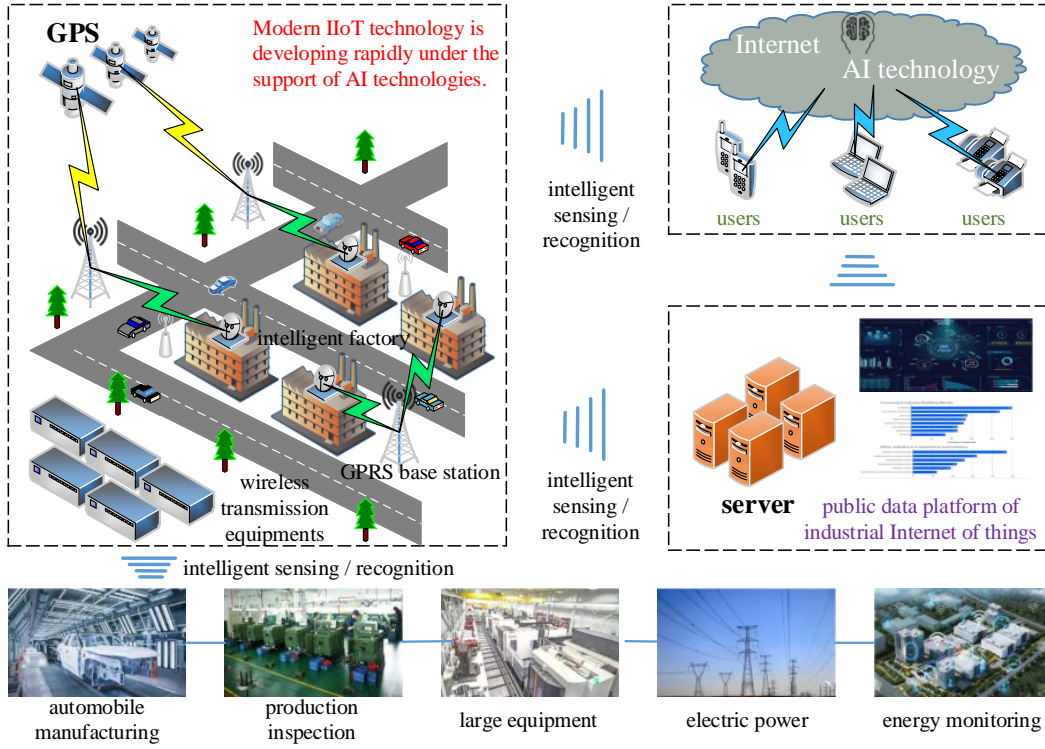 GPS
Modern IIoT technology is
developing rapidly under the
support of AI technologies.
intelligent factory
GPRS base station
wireless
transmission
equipments
intelligent
sensing /
recognition
Internet
AI technology
users
users
users
intelligent
sensing /
recognition
server
public data platform of
industrial Internet of things
intelligent sensing / recognition
automobile
manufacturing
production
inspection
large equipment
electric power
energy monitoring